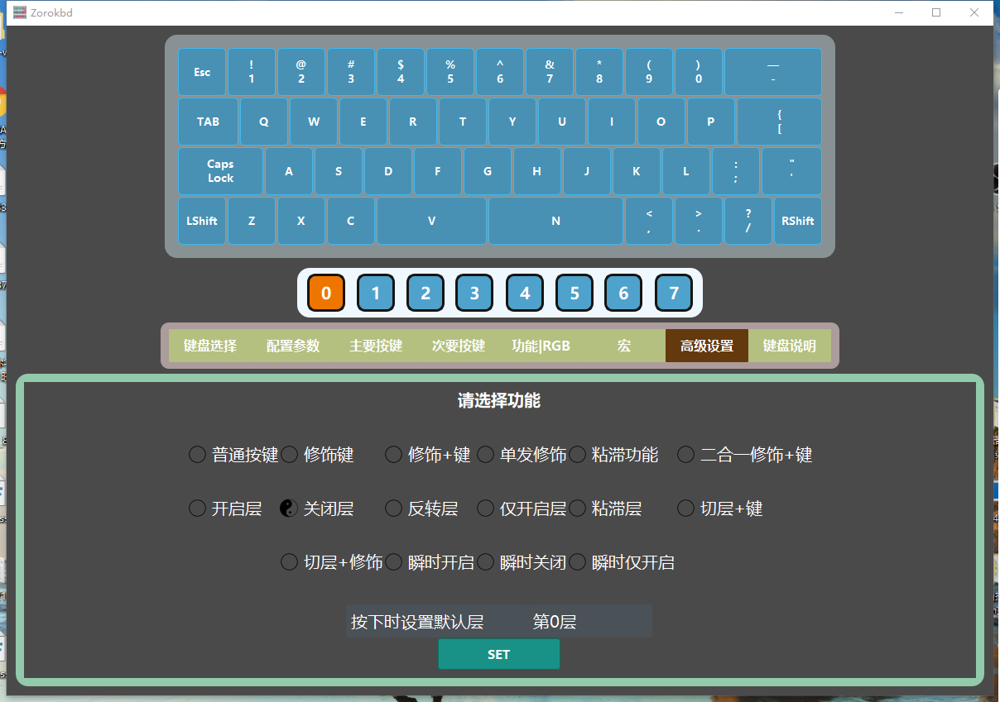 Zorokbd
Esc ! 1 @ 2 # 3 $ 4 % 5 ^ 6 & 7 * 8 ( 9 ) 0 — -
TAB Q W E R T Y U I O P { [
Caps Lock A S D F G H J K L : ; " '
LShift Z X C V N < , > . ? / RShift
0 1 2 3 4 5 6 7
键盘选择 配置参数 主要按键 次要按键 功能|RGB 宏 高级设置 键盘说明
请选择功能
普通按键 修饰键 修饰+键 单发修饰 粘滞功能 二合一修饰+键
开启层 关闭层 反转层 仅开启层 粘滞层 切层+键
切层+修饰 瞬时开启 瞬时关闭 瞬时仅开启
按下时设置默认层 第0层
SET